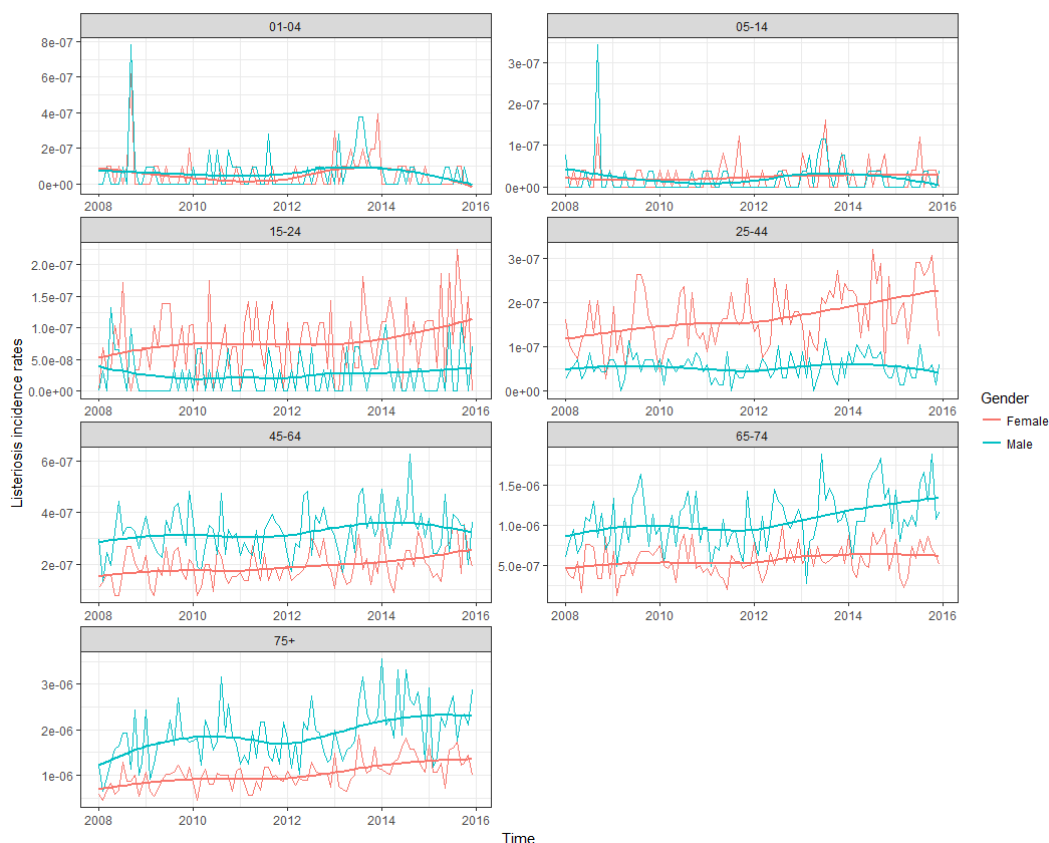 01-04
05-14
8e-07
6e-07
4e-07
2e-07
0e+00
3e-07
2e-07
1e-07
0e+00
2008 2010 2012 2014 2016
2008 2010 2012 2014 2016
15-24
25-44
2.0e-07
1.5e-07
1.0e-07
5.0e-08
0.0e+00
3e-07
2e-07
1e-07
0e+00
2008 2010 2012 2014 2016
2008 2010 2012 2014 2016
45-64
65-74
6e-07
4e-07
2e-07
1.5e-06
1.0e-06
5.0e-07
2008 2010 2012 2014 2016
2008 2010 2012 2014 2016
75+
3e-06
2e-06
1e-06
2008 2010 2012 2014 2016
Listeriosis incidence rates
Time
Gender
Female
Male